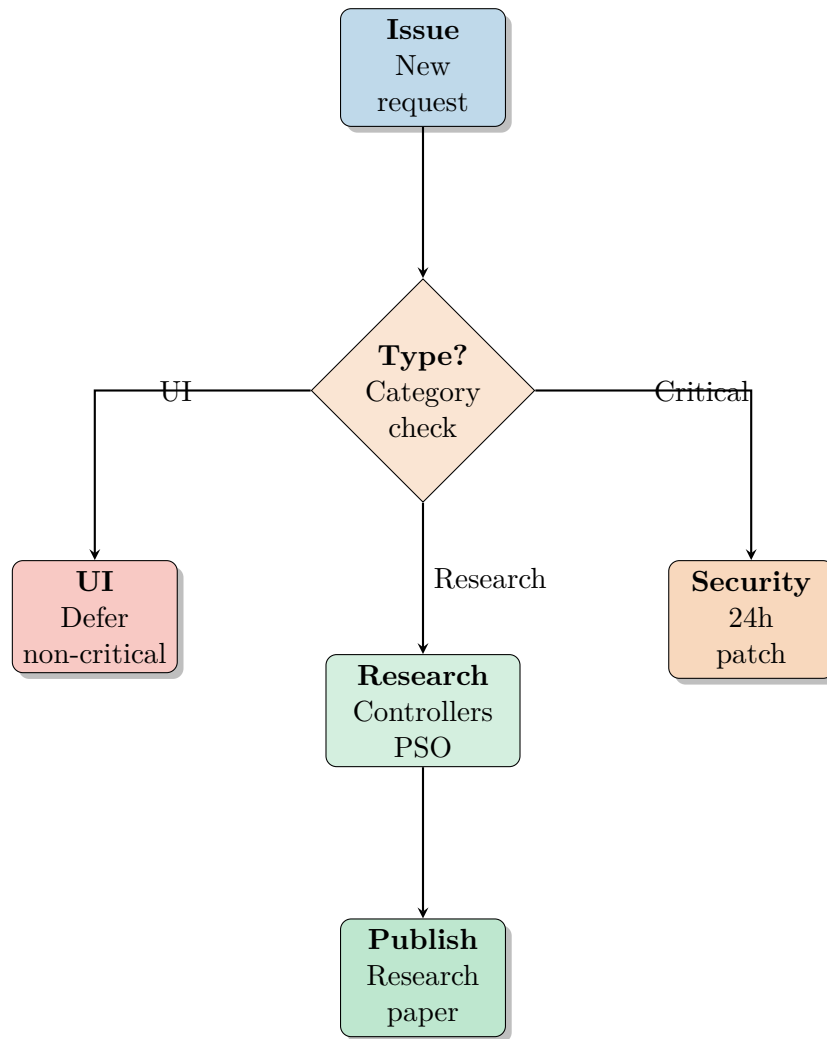 Issue
New
request
Type?
Category
check
UI
Critical
UI
Defer
non-critical
Research
Security
24h
patch
Research
Controllers
PSO
Publish
Research
paper